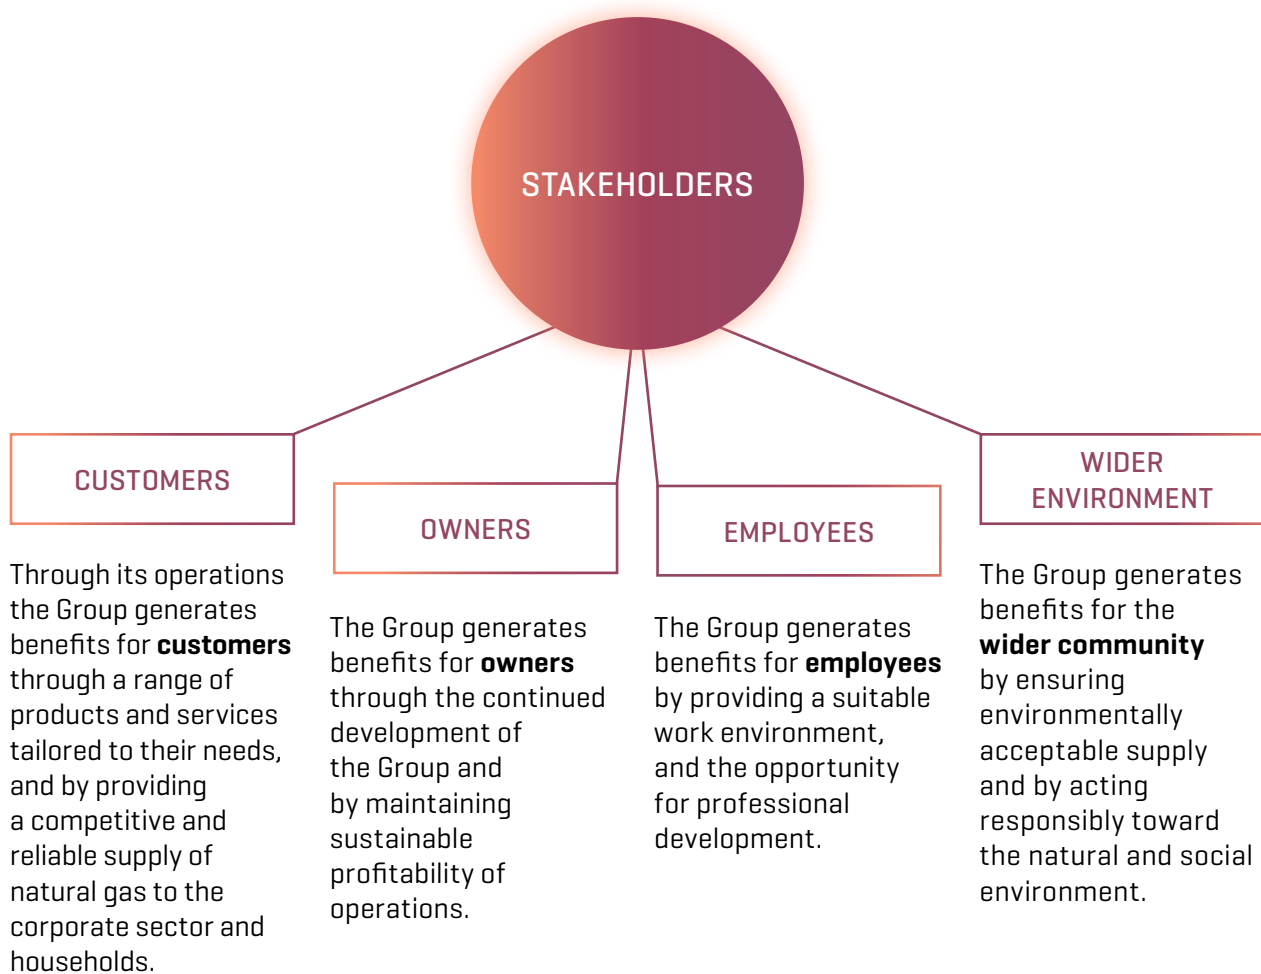 STAKEHOLDERS
CUSTOMERS
Through its operations
the Group generates
benefits for customers
through a range of
products and services
tailored to their needs,
and by providing
a competitive and
reliable supply of
natural gas to the
corporate sector and
households.
OWNERS
The Group generates
benefits for owners
through the continued
development of
the Group and
by maintaining
sustainable
profitability of
operations.
EMPLOYEES
The Group generates
benefits for employees
by providing a suitable
work environment,
and the opportunity
for professional
development.
WIDER
ENVIRONMENT
The Group generates
benefits for the
wider community
by ensuring
environmentally
acceptable supply
and by acting
responsibly toward
the natural and social
environment.